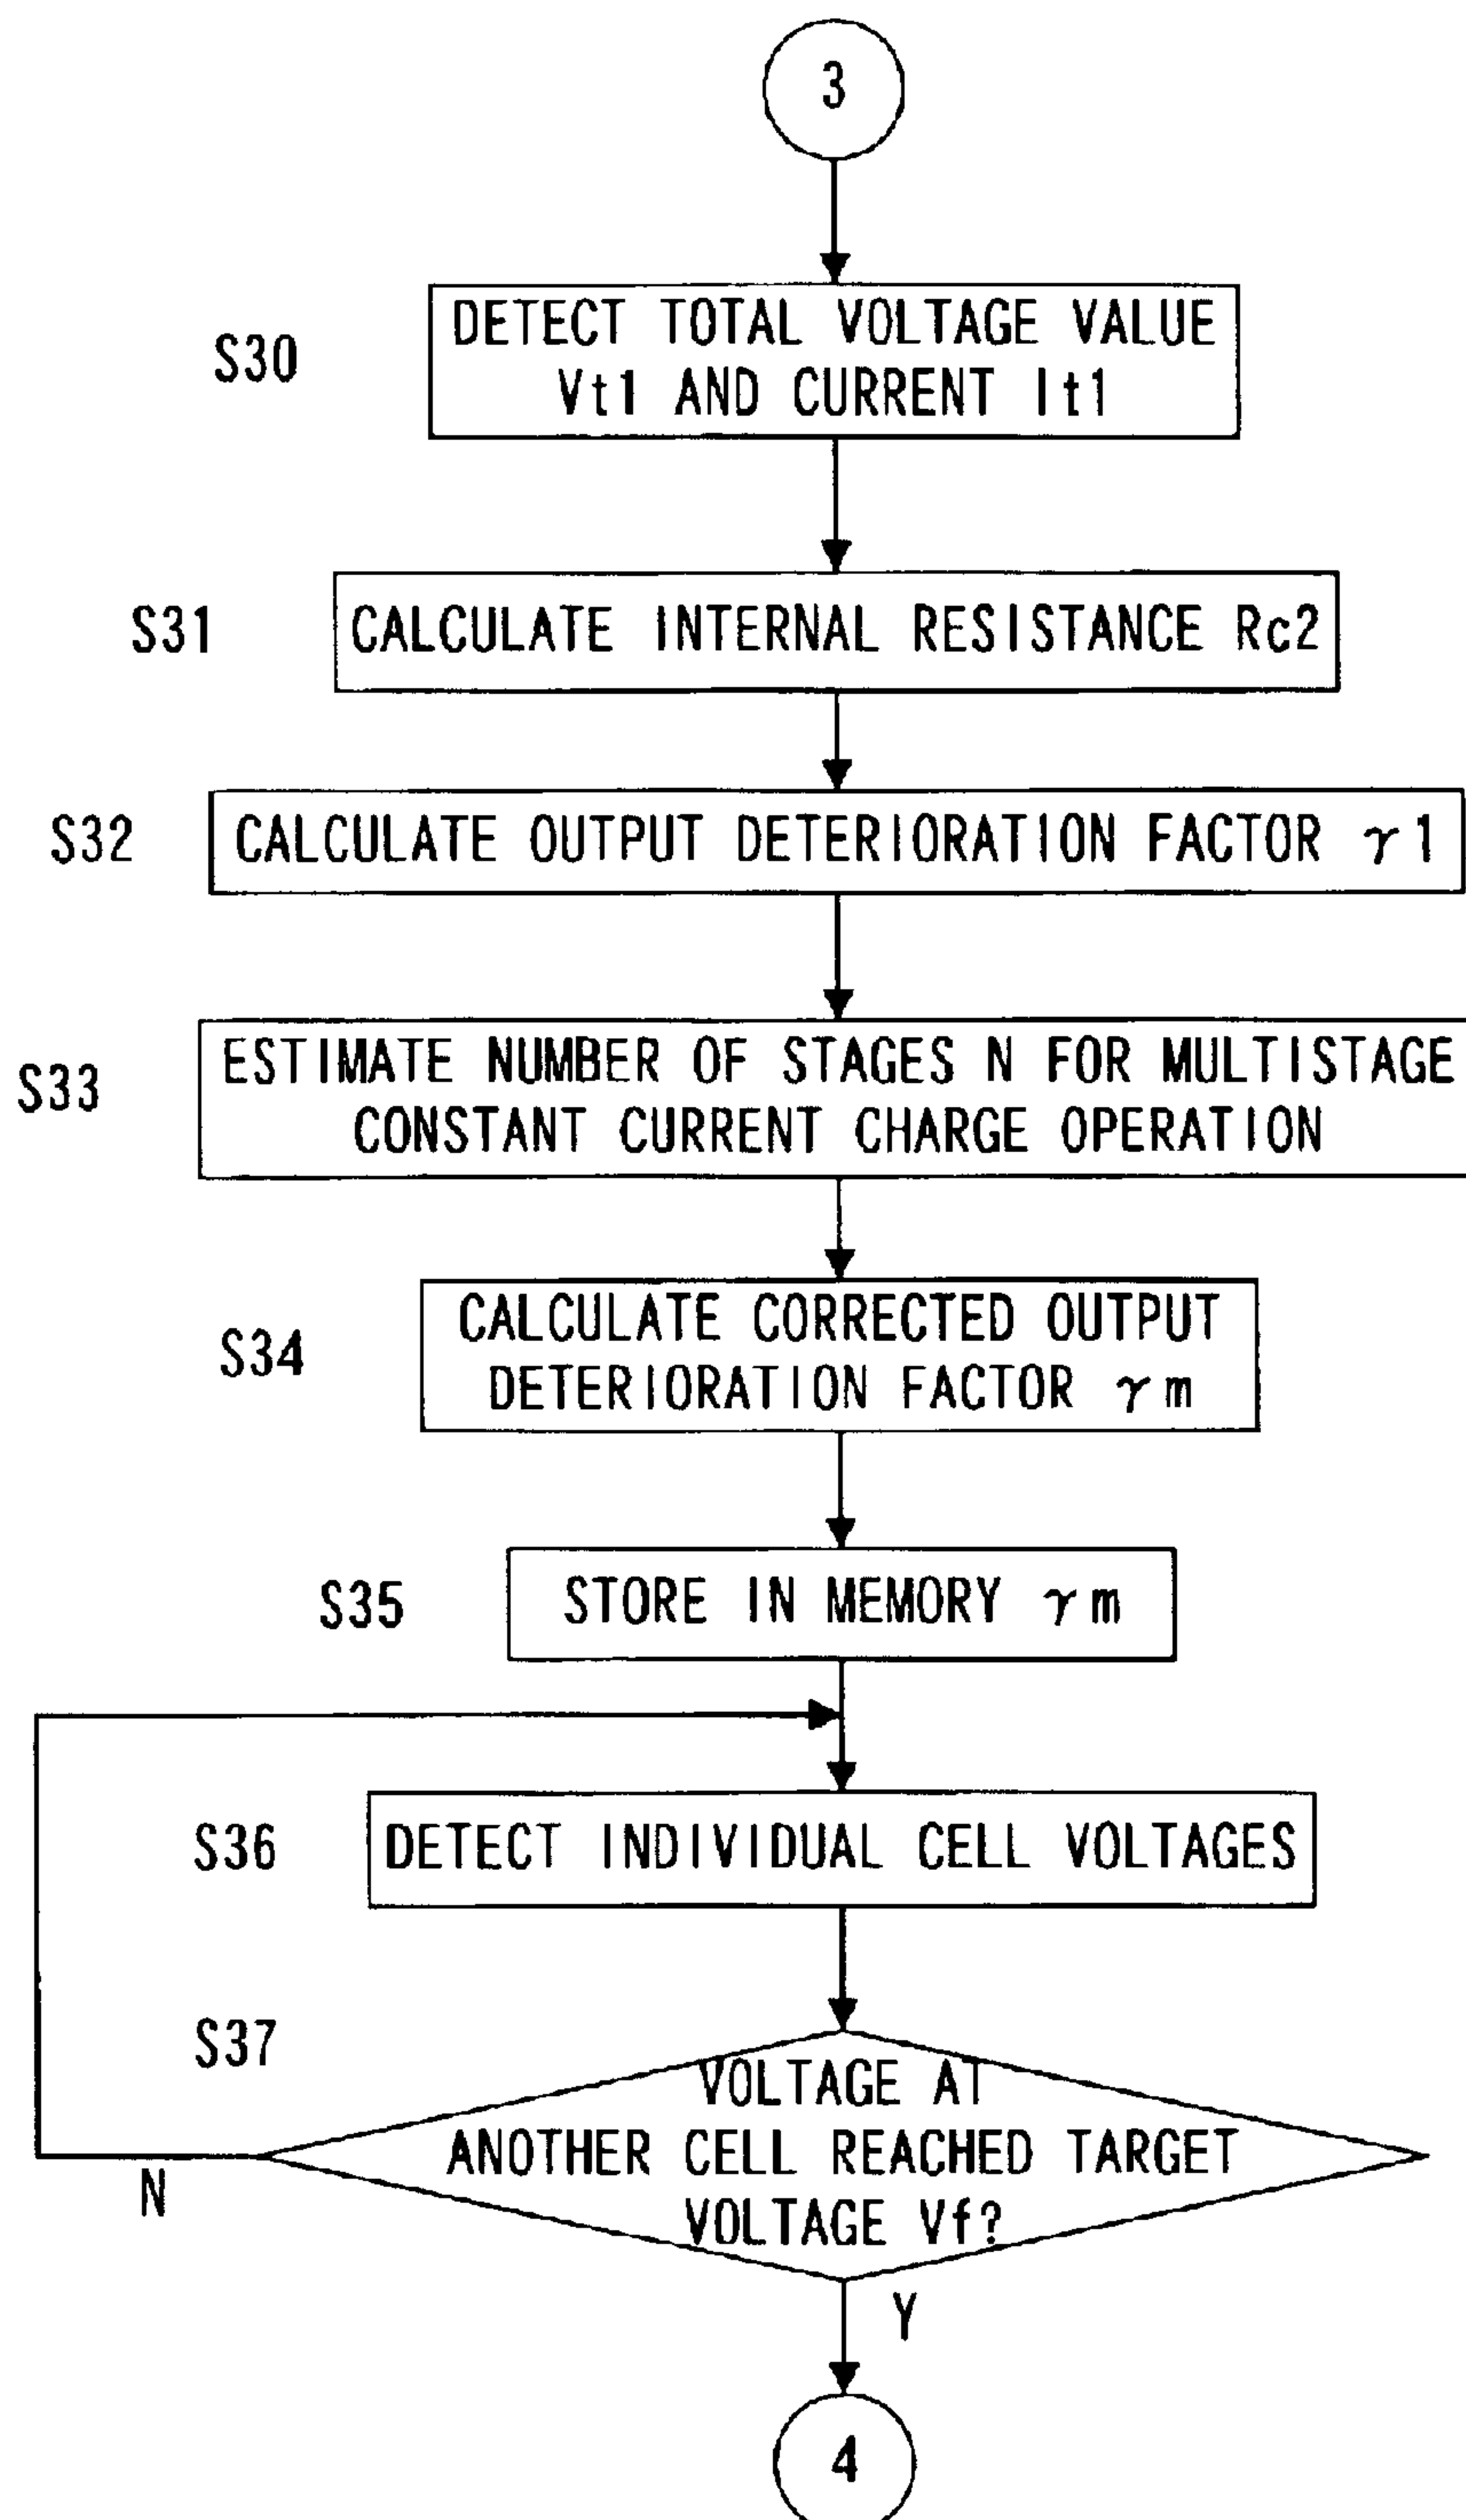 3
S30
DETECT TOTAL VOLTAGE VALUE
Vt1 AND CURRENT It1
S31
CALCULATE INTERNAL RESISTANCE Rc2
S32
CALCULATE OUTPUT DETERIORATION FACTOR γ1
S33
ESTIMATE NUMBER OF STAGES N FOR MULTISTAGE
CONSTANT CURRENT CHARGE OPERATION
S34
CALCULATE CORRECTED OUTPUT
DETERIORATION FACTOR γm
S35
STORE IN MEMORY γm
S36
DETECT INDIVIDUAL CELL VOLTAGES
S37
VOLTAGE AT
ANOTHER CELL REACHED TARGET
VOLTAGE Vf?
N
Y
4